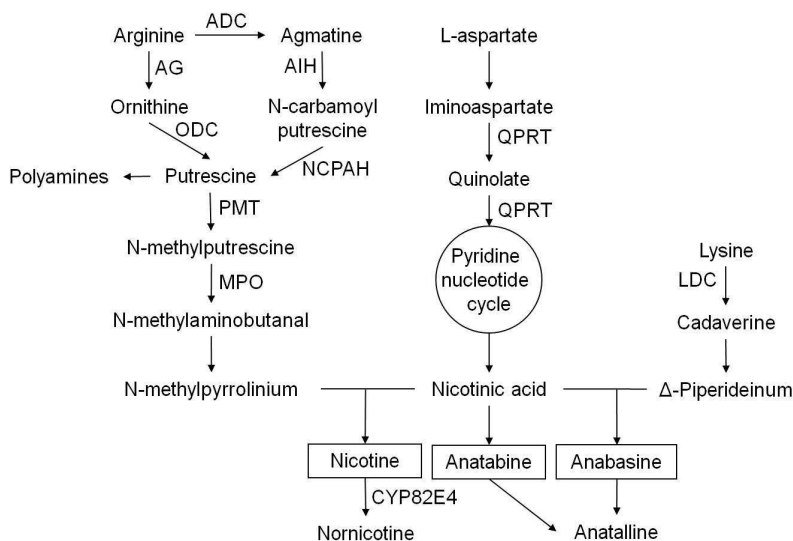 Arginine ADC Agmatine L-aspartate
AG AIH
Ornithine N-carbamoyl Iminoaspartate
putrescine
ODC QPRT
Polyamines Putrescine NCPAH Quinolate
PMT QPRT
N-methylputrescine Pyridine Lysine
nucleotide
MPO LDC
cycle
N-methylaminobutanal Cadaverine
N-methylpyrrolinium Nicotinic acid Δ-Piperideinum
Nicotine Anatabine Anabasine
CYP82E4
Nornicotine Anatalline